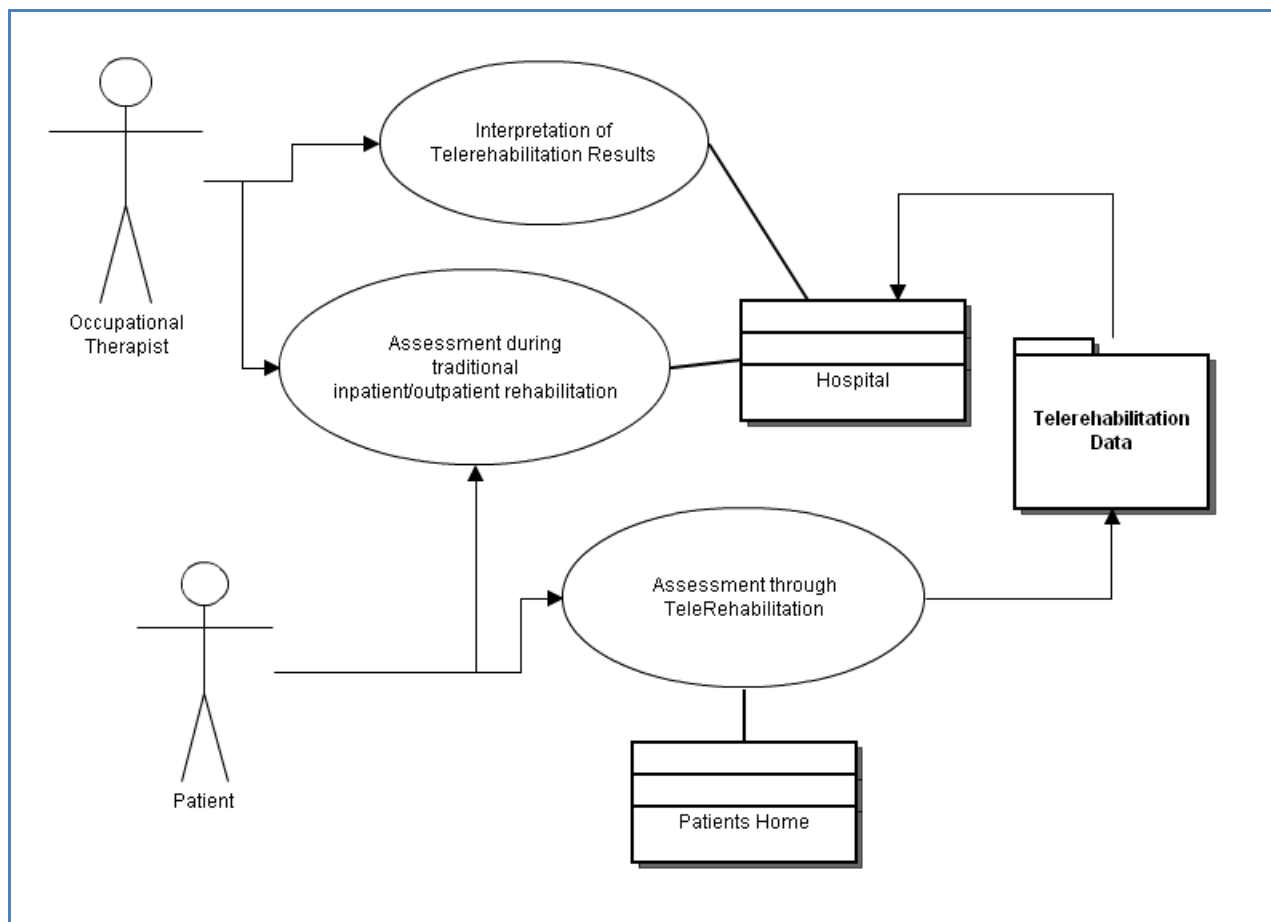 Interpretation of
Telerehabilitation Results
Occupational
Therapist
Assessment during
traditional
inpatient/outpatient rehabilitation
Hospital
Telerehabilitation
Data
Assessment through
TeleRehabilitation
Patient
Patients Home